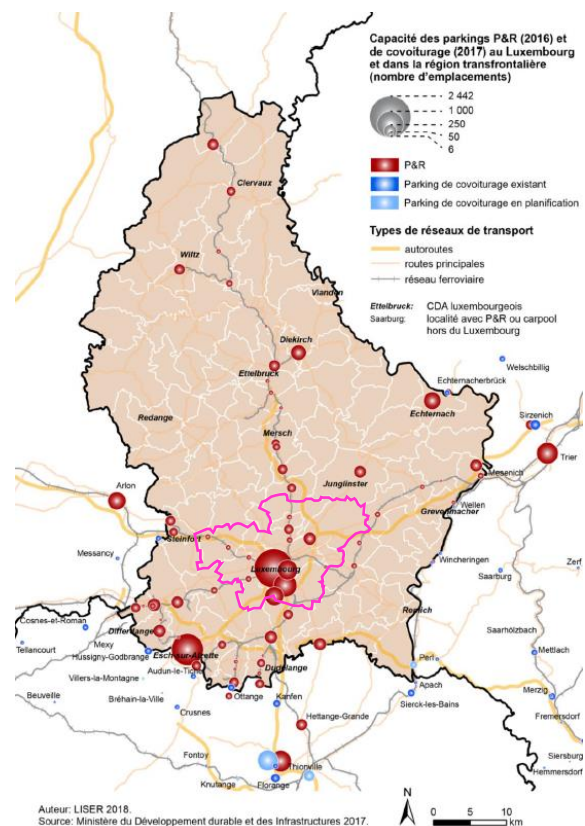 Capacité des parkings P&R (2016) et
de covoiturage (2017) au Luxembourg
et dans la région transfrontalière
(nombre d'emplacements)
2 442
1 000
250
50
6
P&R
Parking de covoiturage existant
Parking de covoiturage en planification
Types de réseaux de transport
autoroutes
routes principales
réseau ferroviaire
Ettelbruck: CDA luxembourgeois
Saarburg: localité avec P&R ou carpool
hors du Luxembourg
Clervaux
Wiltz
Vianden
Diekirch
Ettelbruck
Welschbillig
Echternacherbrück
Echternach
Sirzenich
Redange
Mersch
Trier
Junglinster
Mesenich
Arlon
Wellen
Grevenmacher
Steinfort
Messancy
Wincheringen
Luxembourg
Zerf
Saarburg
Remich
Cosnes-et-Roman
Differdange
Saarhölzbach
Tellancourt
Mexy
Hussigny-Godbrange
Esch-sur-Alzette
Mettlach
Perl
Audun-le-Tiche
Dudelange
Villers-la-Montagne
Apach
Merzig
Beuveille
Bréhain-la-Ville
Ottange
Kanfen
Sierck-les-Bains
Crusnes
Fremersdorf
Hettange-Grande
Siersburg
Fontoy
Thionville
Hemmersdorf
Knutange
Florange
N
0 5 10
km
Auteur: LISER 2018.
Source: Ministère du Développement durable et des Infrastructures 2017.